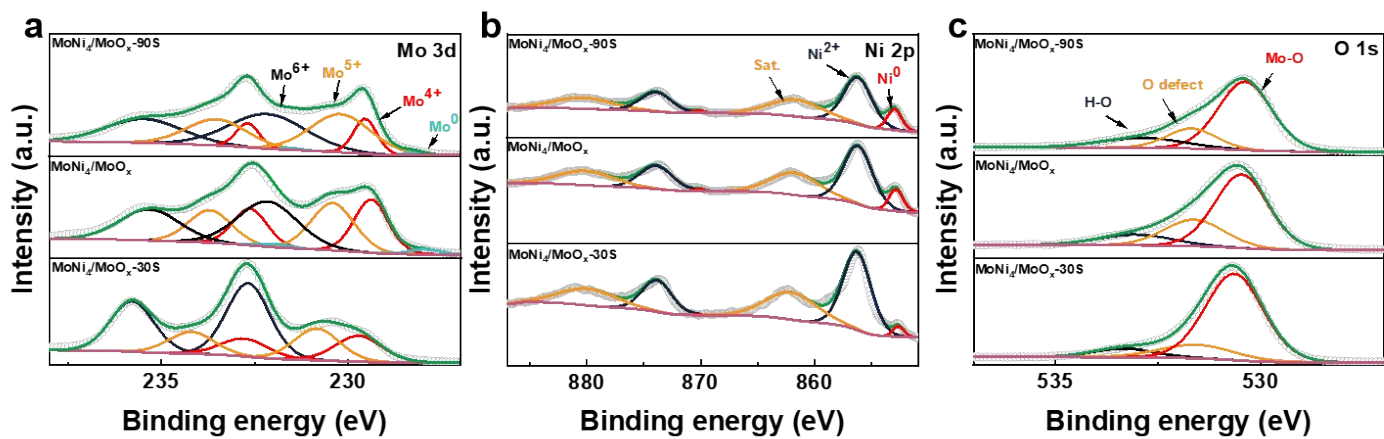 a
MoNi₄/MoOₓ-90S
Mo 3d
Mo⁶⁺
Mo⁵⁺
Mo⁴⁺
Mo⁰
MoNi₄/MoOₓ
MoNi₄/MoOₓ-30S
Intensity (a.u.)
235
230
Binding energy (eV)
b
MoNi₄/MoOₓ-90S
Ni 2p
Ni²⁺
Sat.
Ni⁰
MoNi₄/MoOₓ
MoNi₄/MoOₓ-30S
Intensity (a.u.)
880
870
860
Binding energy (eV)
c
MoNi₄/MoOₓ-90S
O 1s
Mo-O
O defect
H-O
MoNi₄/MoOₓ
MoNi₄/MoOₓ-30S
Intensity (a.u.)
535
530
Binding energy (eV)